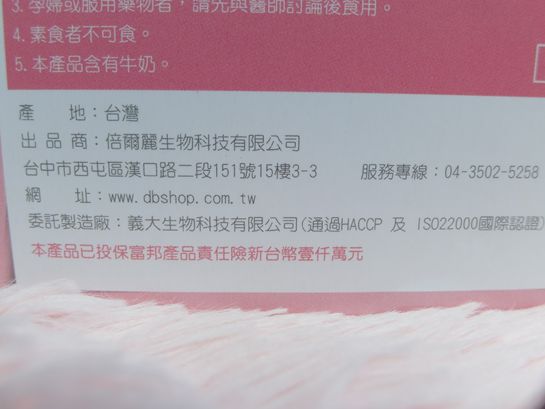 3.孕婦或服用藥物者，請先與醫師討論後食用。
4.素食者不可食。
5.本產品含有牛奶。
產　　地：台灣
出 品 商：倍爾麗生物科技有限公司
台中市西屯區漢口路二段151號15樓3-3　　服務專線：04-3502-5258
網　　址：www.dbshop.com.tw
委託製造廠：義大生物科技有限公司(通過HACCP 及 ISO22000國際認證)
本產品已投保富邦產品責任險新台幣壹仟萬元